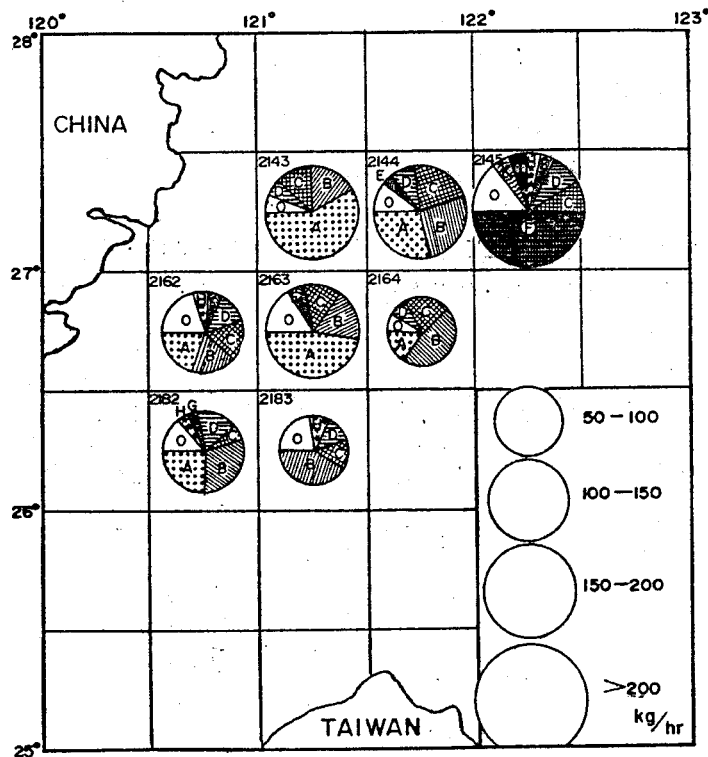 120° 121° 122° 123°
28°
CHINA
2143 2144 2145
B C O A
E D C O B A
O D C F
27°
2162 2163 2164
O D C A B
O C B A
D C O B A
2182 2183
H G
O D C A B
O D C B
26°
50-100
100-150
150-200
>200
kg/hr
TAIWAN
25°